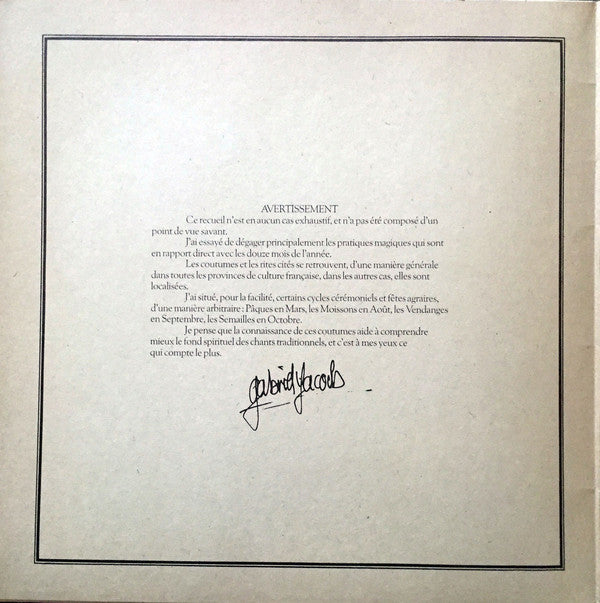 AVERTISSEMENT
Ce recueil n'est en aucun cas exhaustif, et n'a pas été composé d'un
point de vue savant.
J'ai essayé de dégager principalement les pratiques magiques qui sont
en rapport direct avec les douze mois de l'année.
Les coutumes et les rites cités se retrouvent, d'une manière générale
dans toutes les provinces de culture française, dans les autres cas, elles sont
localisées.
J'ai situé, pour la facilité, certains cycles cérémoniels et fêtes agraires,
d'une manière arbitraire : Pâques en Mars, les Moissons en Août, les Vendanges
en Septembre, les Semailles en Octobre.
Je pense que la connaissance de ces coutumes aide à comprendre
mieux le fond spirituel des chants traditionnels, et c'est à mes yeux ce
qui compte le plus.
gabriel yacoub